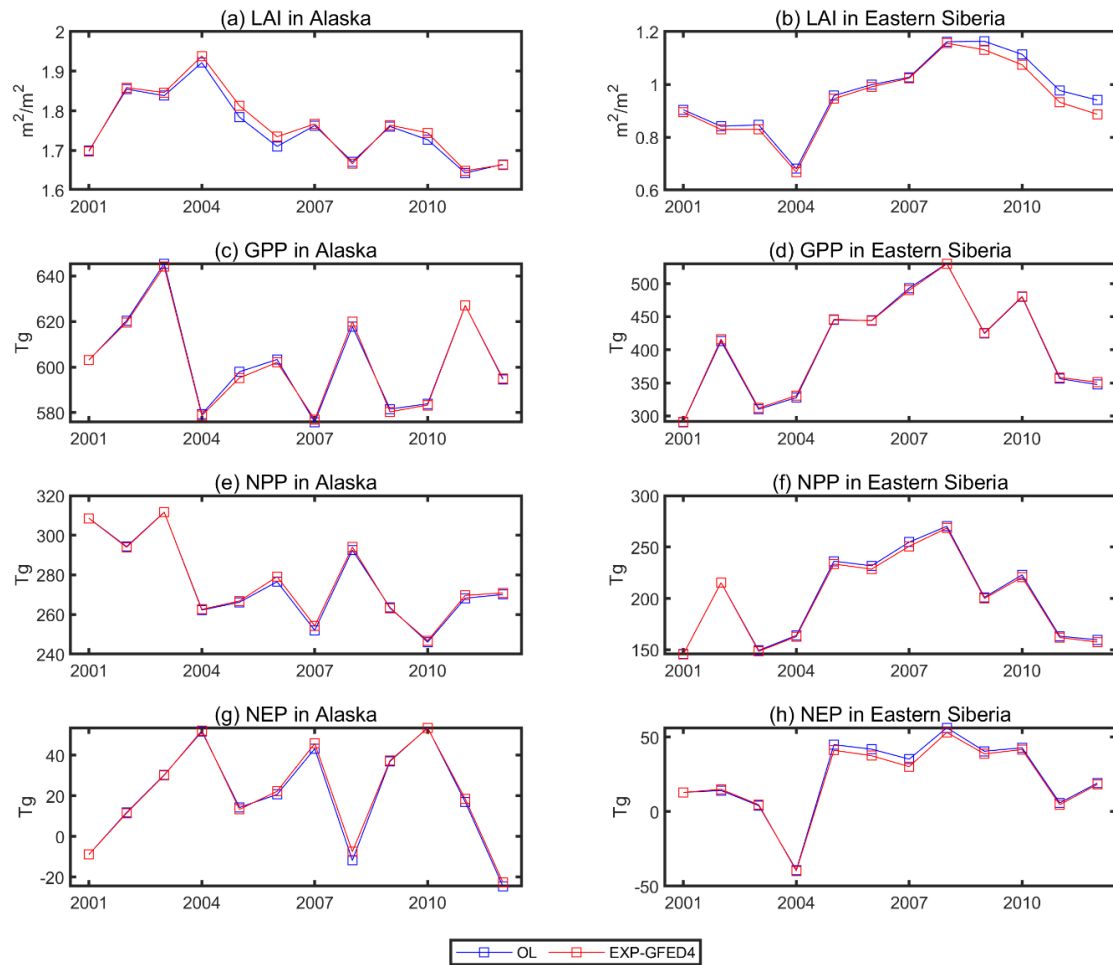 (a) LAI in Alaska
2
1.9
1.8
1.7
1.6
m²/m²
2001 2004 2007 2010
(b) LAI in Eastern Siberia
1.2
1
0.8
0.6
m²/m²
2001 2004 2007 2010
(c) GPP in Alaska
640
620
600
580
Tg
2001 2004 2007 2010
(d) GPP in Eastern Siberia
500
450
400
350
300
Tg
2001 2004 2007 2010
(e) NPP in Alaska
320
300
280
260
240
Tg
2001 2004 2007 2010
(f) NPP in Eastern Siberia
300
250
200
150
Tg
2001 2004 2007 2010
(g) NEP in Alaska
40
20
0
-20
Tg
2001 2004 2007 2010
(h) NEP in Eastern Siberia
50
0
-50
Tg
2001 2004 2007 2010
OL EXP-GFED4